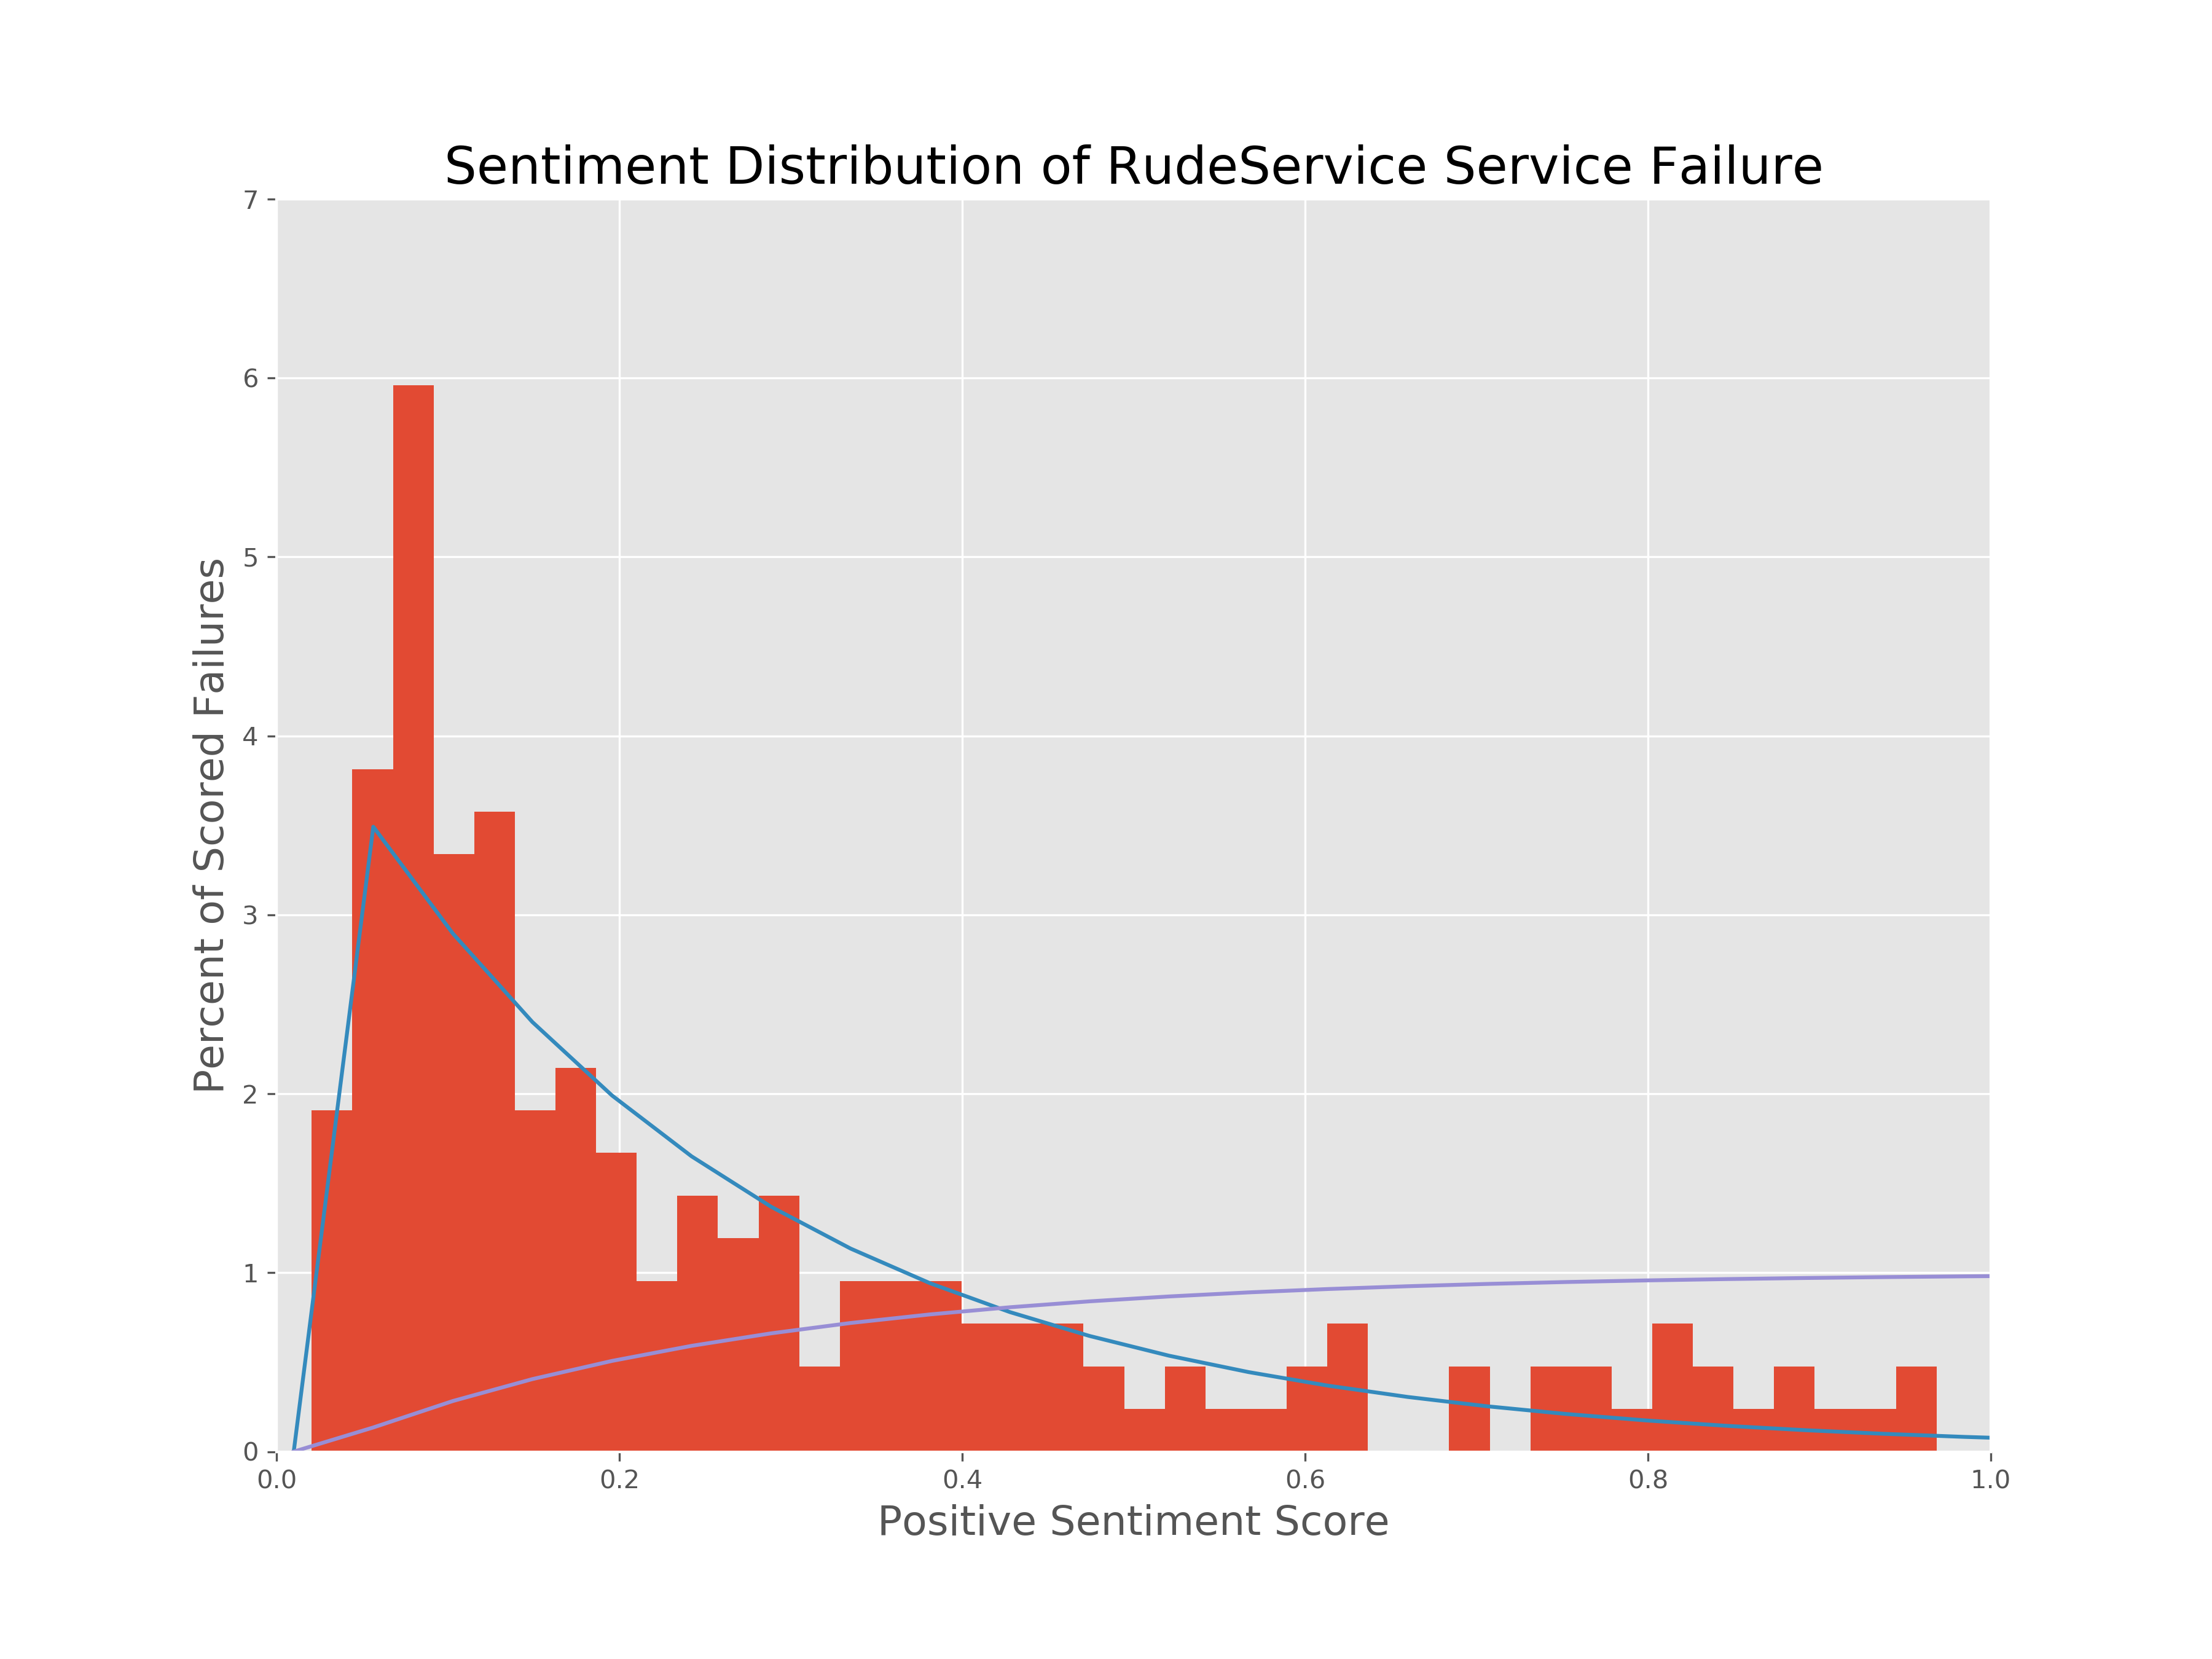 Sentiment Distribution of RudeService Service Failure
7
6
5
4
3
2
1
0
Percent of Scored Failures
0.0 0.2 0.4 0.6 0.8 1.0
Positive Sentiment Score